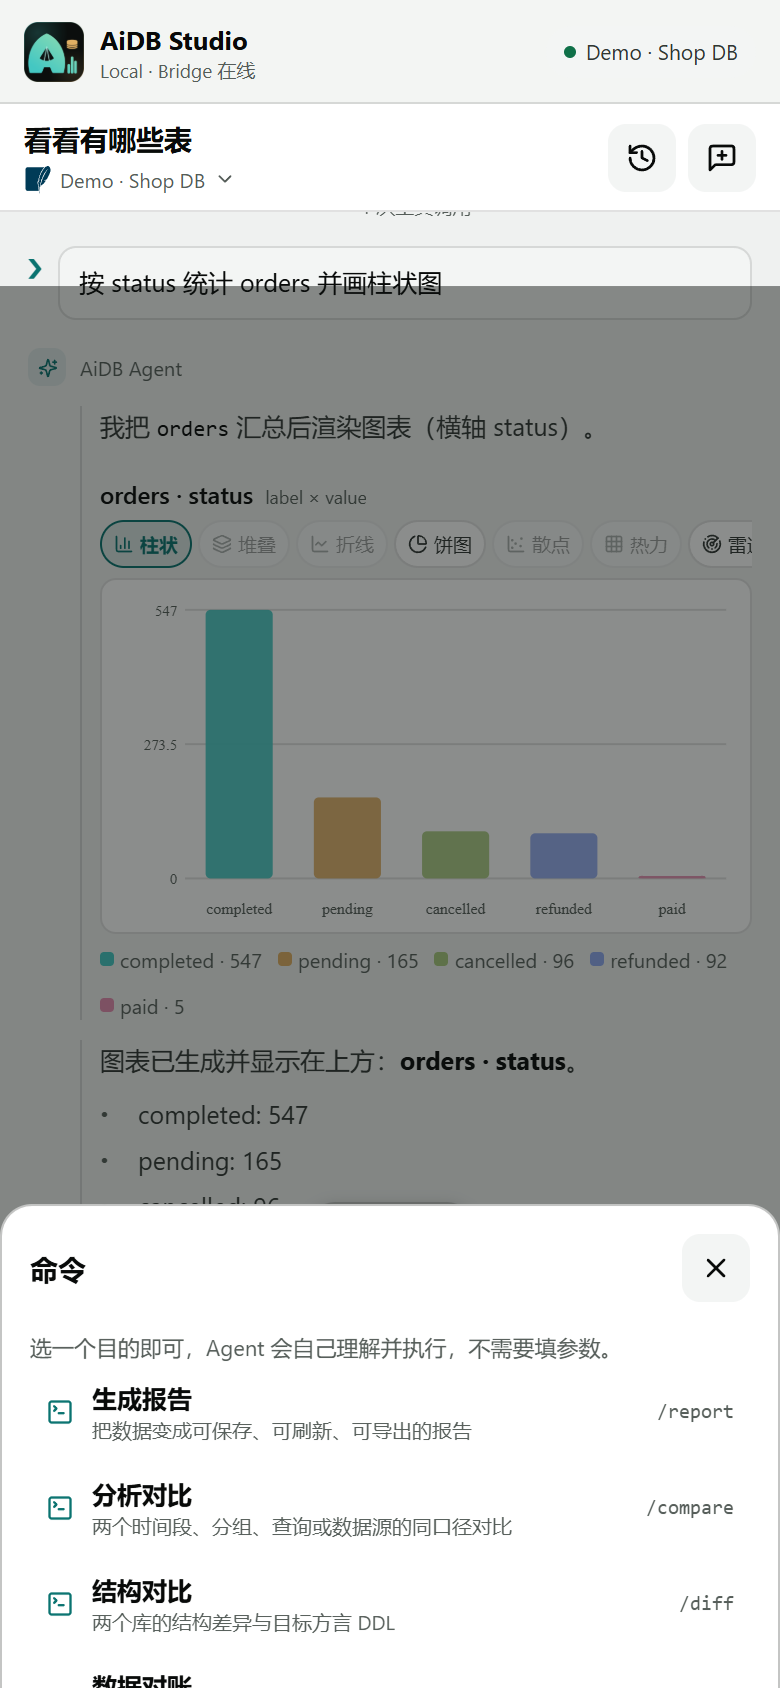 AiDB Studio
Local · Bridge 在线
Demo · Shop DB
看看有哪些表
Demo · Shop DB
按 status 统计 orders 并画柱状图
AiDB Agent
我把 orders 汇总后渲染图表（横轴 status）。
orders · status label × value
柱状 堆叠 折线 饼图 散点 热力
547
273.5
0
completed pending cancelled refunded paid
completed · 547 pending · 165 cancelled · 96 refunded · 92
paid · 5
图表已生成并显示在上方：orders · status。
• completed: 547
• pending: 165
命令
选一个目的即可，Agent 会自己理解并执行，不需要填参数。
生成报告
把数据变成可保存、可刷新、可导出的报告
/report
分析对比
两个时间段、分组、查询或数据源的同口径对比
/compare
结构对比
两个库的结构差异与目标方言 DDL
/diff
数据对账